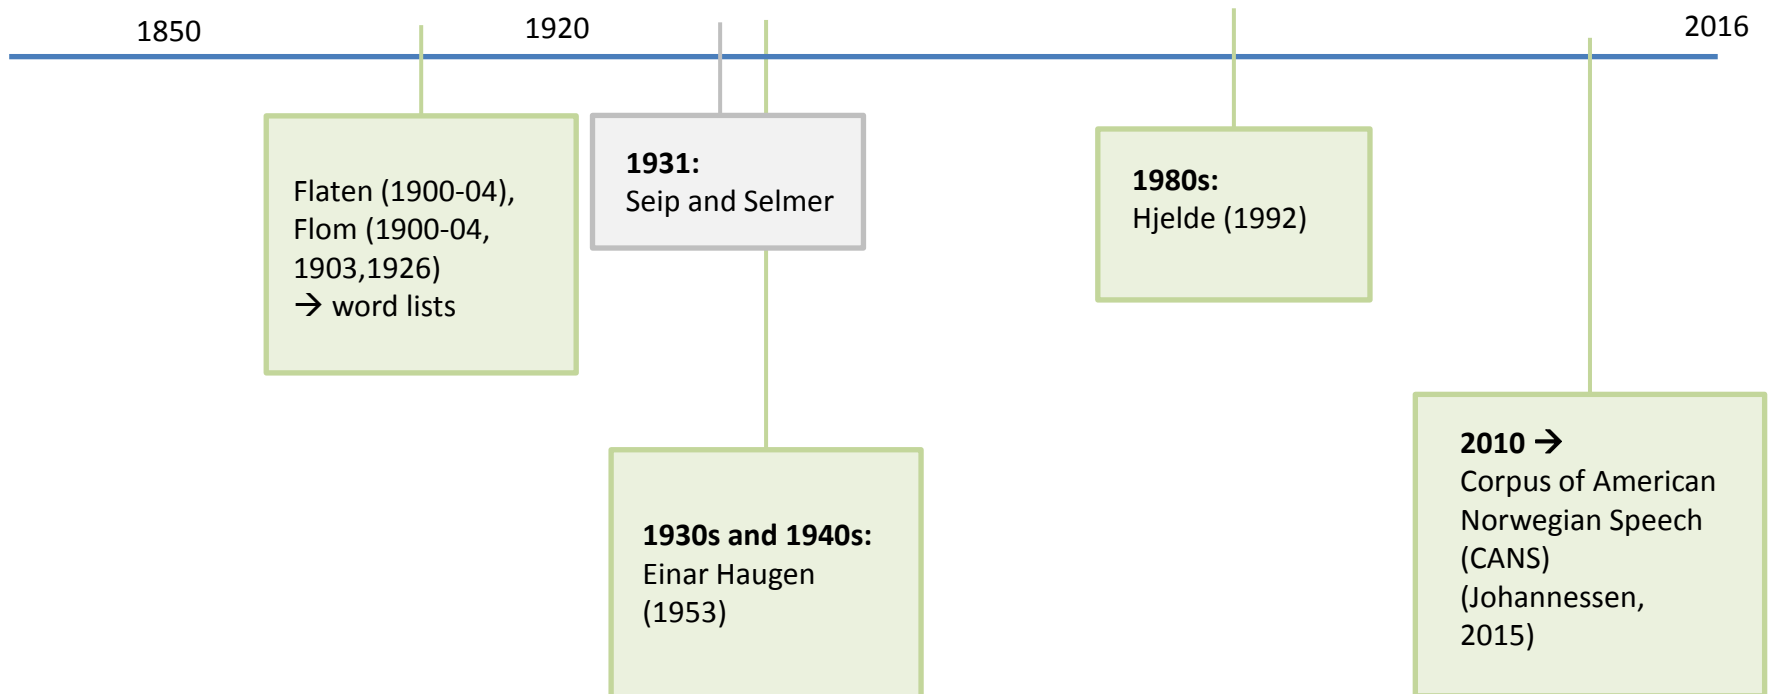 1850
1920
2016
Flaten (1900-04),
Flom (1900-04,
1903,1926)
→ word lists
1931:
Seip and Selmer
1930s and 1940s:
Einar Haugen
(1953)
1980s:
Hjelde (1992)
2010 →
Corpus of American
Norwegian Speech
(CANS)
(Johannessen,
2015)